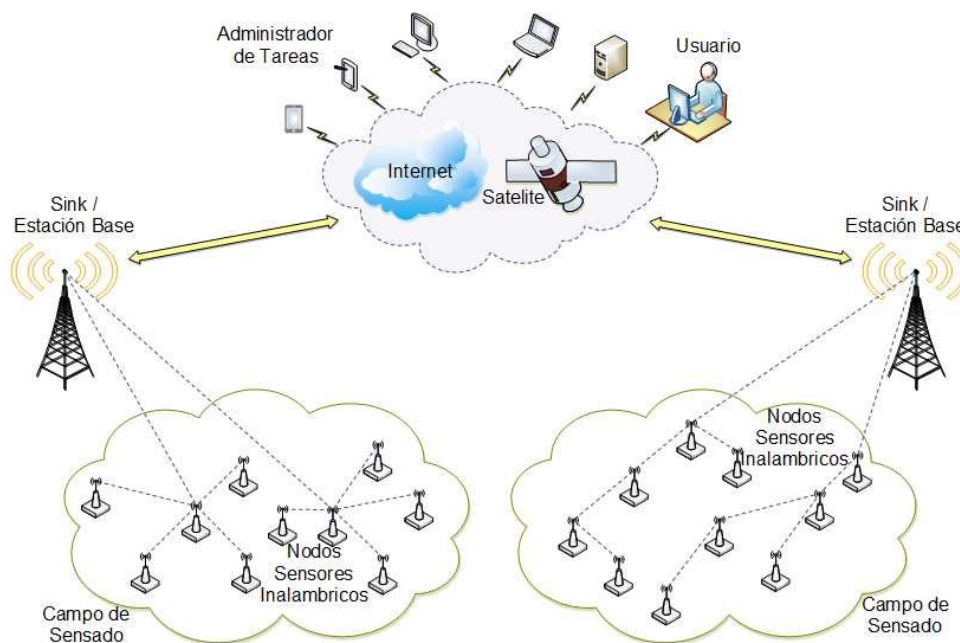 Administrador
de Tareas
Usuario
Internet
Satelite
Sink /
Estación Base
Sink /
Estación Base
Nodos
Sensores
Inalambricos
Nodos
Sensores
Inalambricos
Campo de
Sensado
Campo de
Sensado